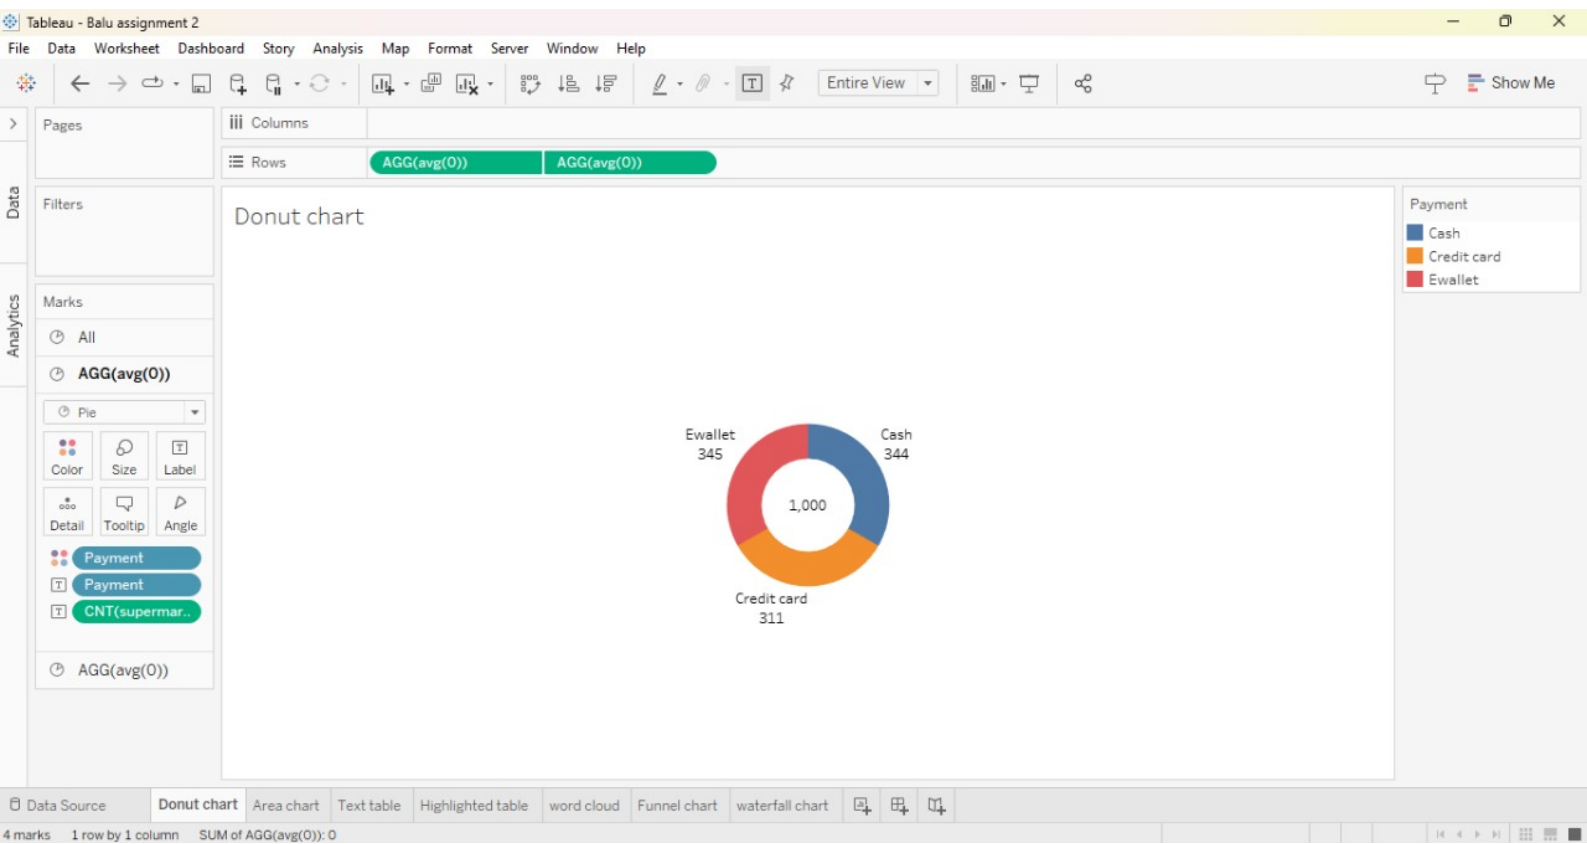 Tableau - Balu assignment 2
File Data Worksheet Dashboard Story Analysis Map Format Server Window Help
Entire View
Show Me
Pages
Columns
Rows
AGG(avg(0)) AGG(avg(0))
Data
Analytics
Filters
Marks
All
AGG(avg(0))
Pie
Color Size Label
Detail Tooltip Angle
Payment
Payment
CNT(supermar..
AGG(avg(0))
Donut chart
Ewallet
345
Cash
344
1,000
Credit card
311
Payment
Cash
Credit card
Ewallet
Data Source Donut chart Area chart Text table Highlighted table word cloud Funnel chart waterfall chart
4 marks 1 row by 1 column SUM of AGG(avg(0)): 0